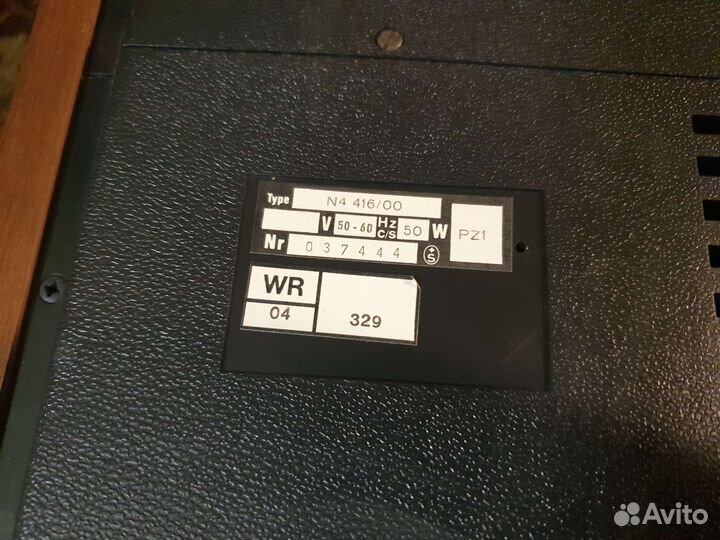 Type N4 416/00
V 50-60 Hz C/S 50 W PZ1
Nr 037444 +S
WR
04 329
Avito